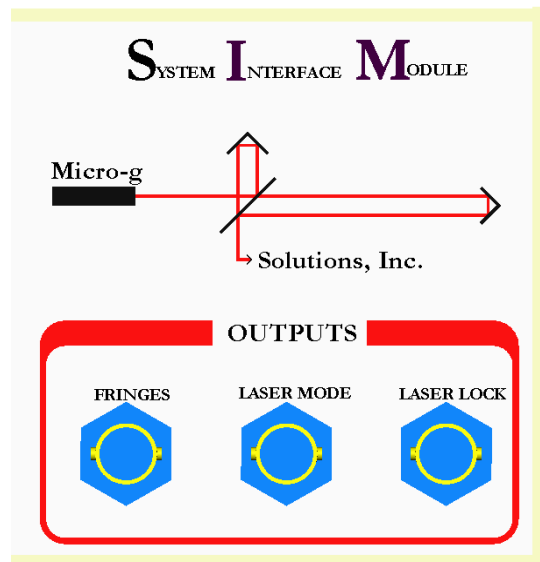 SYSTEM INTERFACE MODULE
Micro-g
Solutions, Inc.
OUTPUTS
FRINGES LASER MODE LASER LOCK